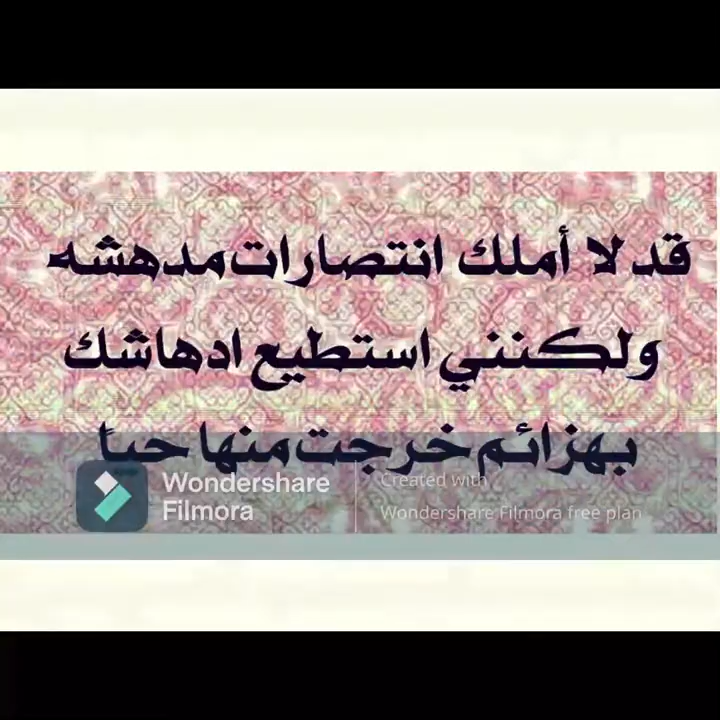 قد لا أملك انتصارات مدهشه
ولكنني استطيع ادهاشك
بهزائم خرجت منها حياً
Wondershare
Filmora
Created with
Wondershare Filmora free plan